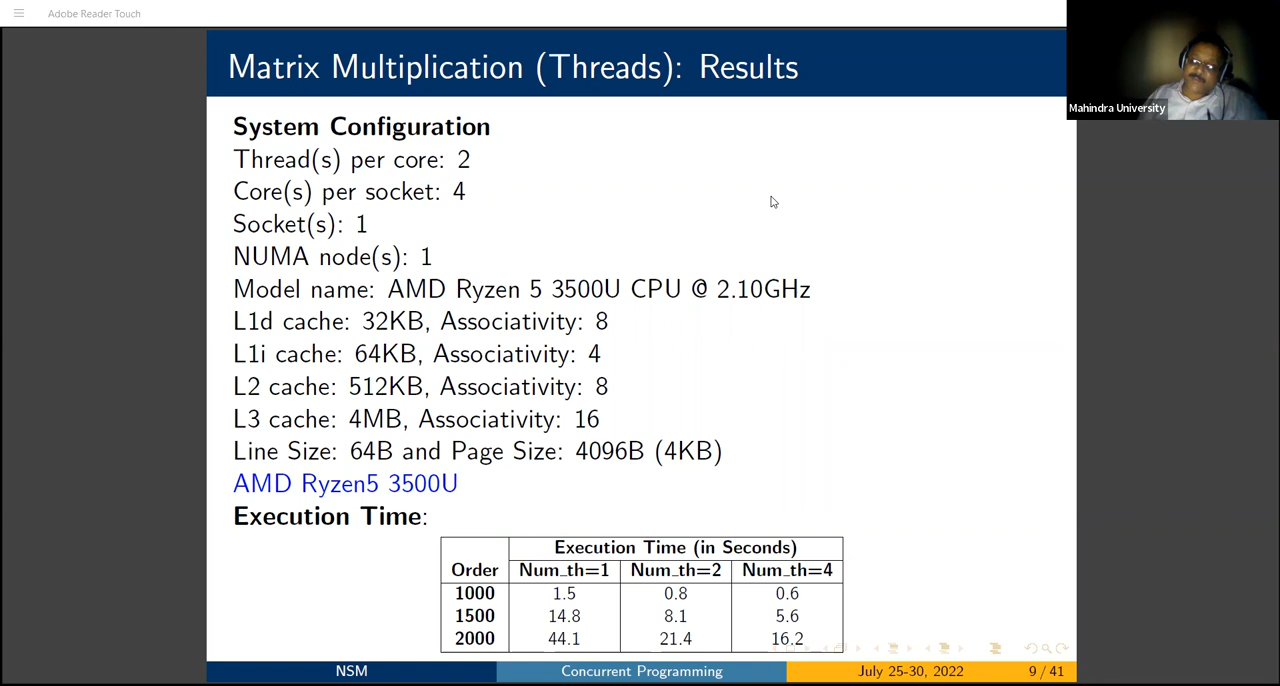 Adobe Reader Touch
Matrix Multiplication (Threads): Results
Mahindra University
System Configuration
Thread(s) per core: 2
Core(s) per socket: 4
Socket(s): 1
NUMA node(s): 1
Model name: AMD Ryzen 5 3500U CPU @ 2.10GHz
L1d cache: 32KB, Associativity: 8
L1i cache: 64KB, Associativity: 4
L2 cache: 512KB, Associativity: 8
L3 cache: 4MB, Associativity: 16
Line Size: 64B and Page Size: 4096B (4KB)
AMD Ryzen5 3500U
Execution Time:
Execution Time (in Seconds)
Order Num_th=1 Num_th=2 Num_th=4
1000 1.5 0.8 0.6
1500 14.8 8.1 5.6
2000 44.1 21.4 16.2
NSM Concurrent Programming July 25-30, 2022 9 / 41